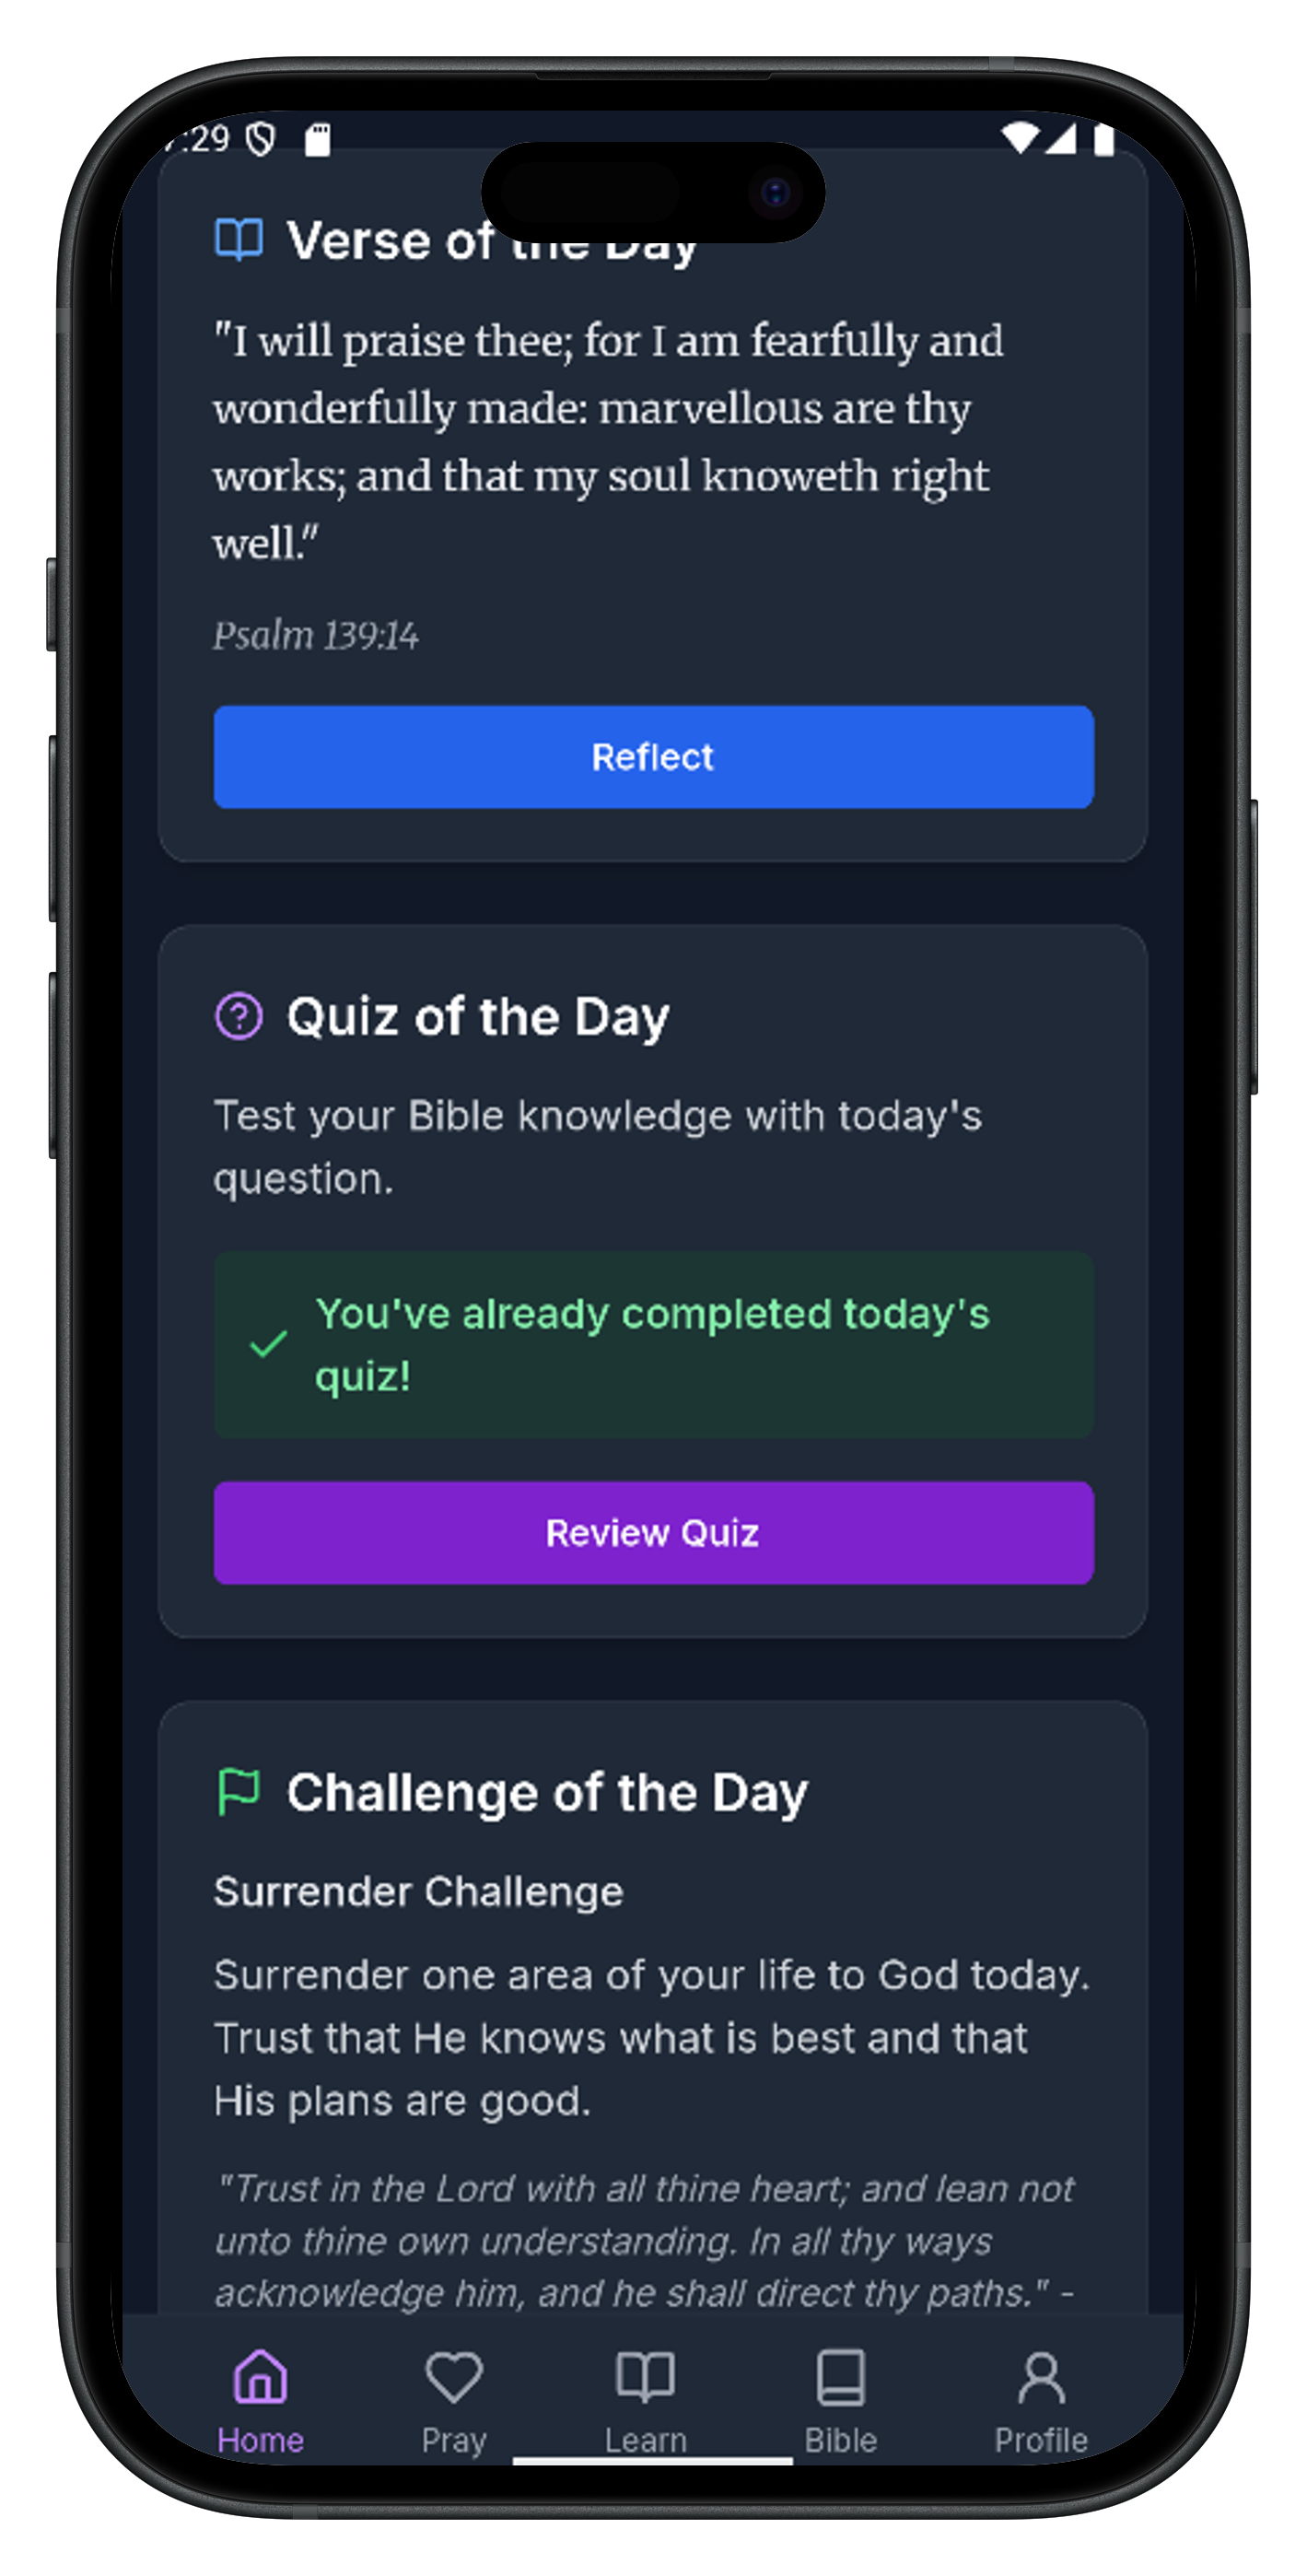 :29
Verse of the Day
"I will praise thee; for I am fearfully and
wonderfully made: marvellous are thy
works; and that my soul knoweth right
well."
Psalm 139:14
Reflect
Quiz of the Day
Test your Bible knowledge with today's
question.
You've already completed today's
quiz!
Review Quiz
Challenge of the Day
Surrender Challenge
Surrender one area of your life to God today.
Trust that He knows what is best and that
His plans are good.
"Trust in the Lord with all thine heart; and lean not
unto thine own understanding. In all thy ways
acknowledge him, and he shall direct thy paths." -
Home
Pray
Learn
Bible
Profile